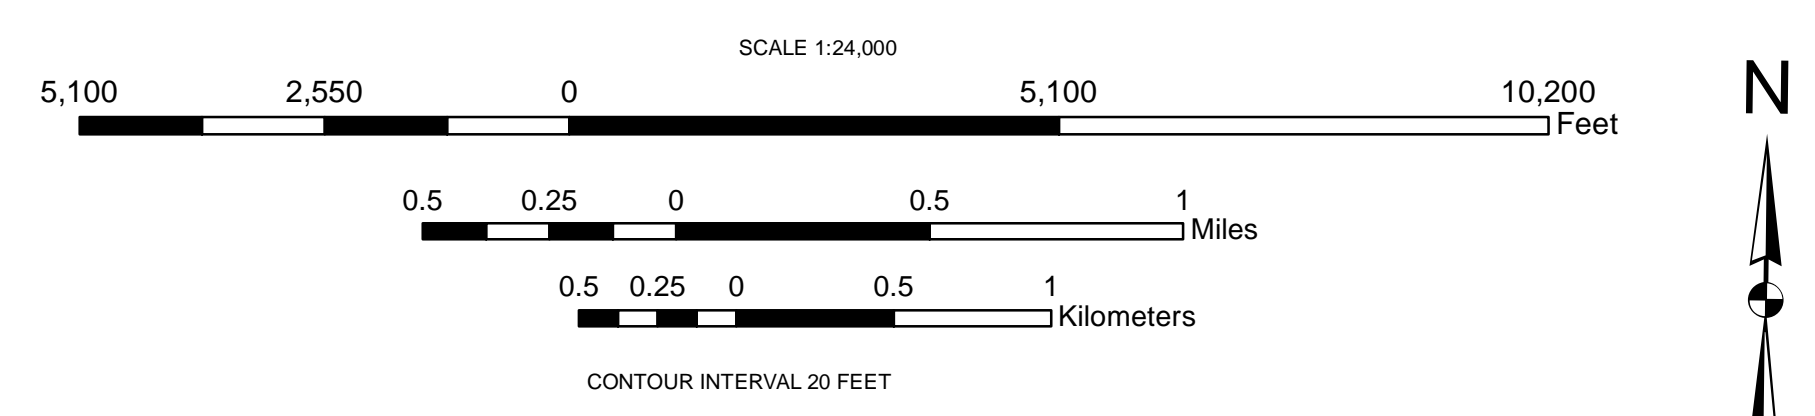 SCALE 1:24,000
5,100 2,550 0 5,100 10,200
Feet
N
0.5 0.25 0 0.5 1
Miles
0.5 0.25 0 0.5 1
Kilometers
CONTOUR INTERVAL 20 FEET